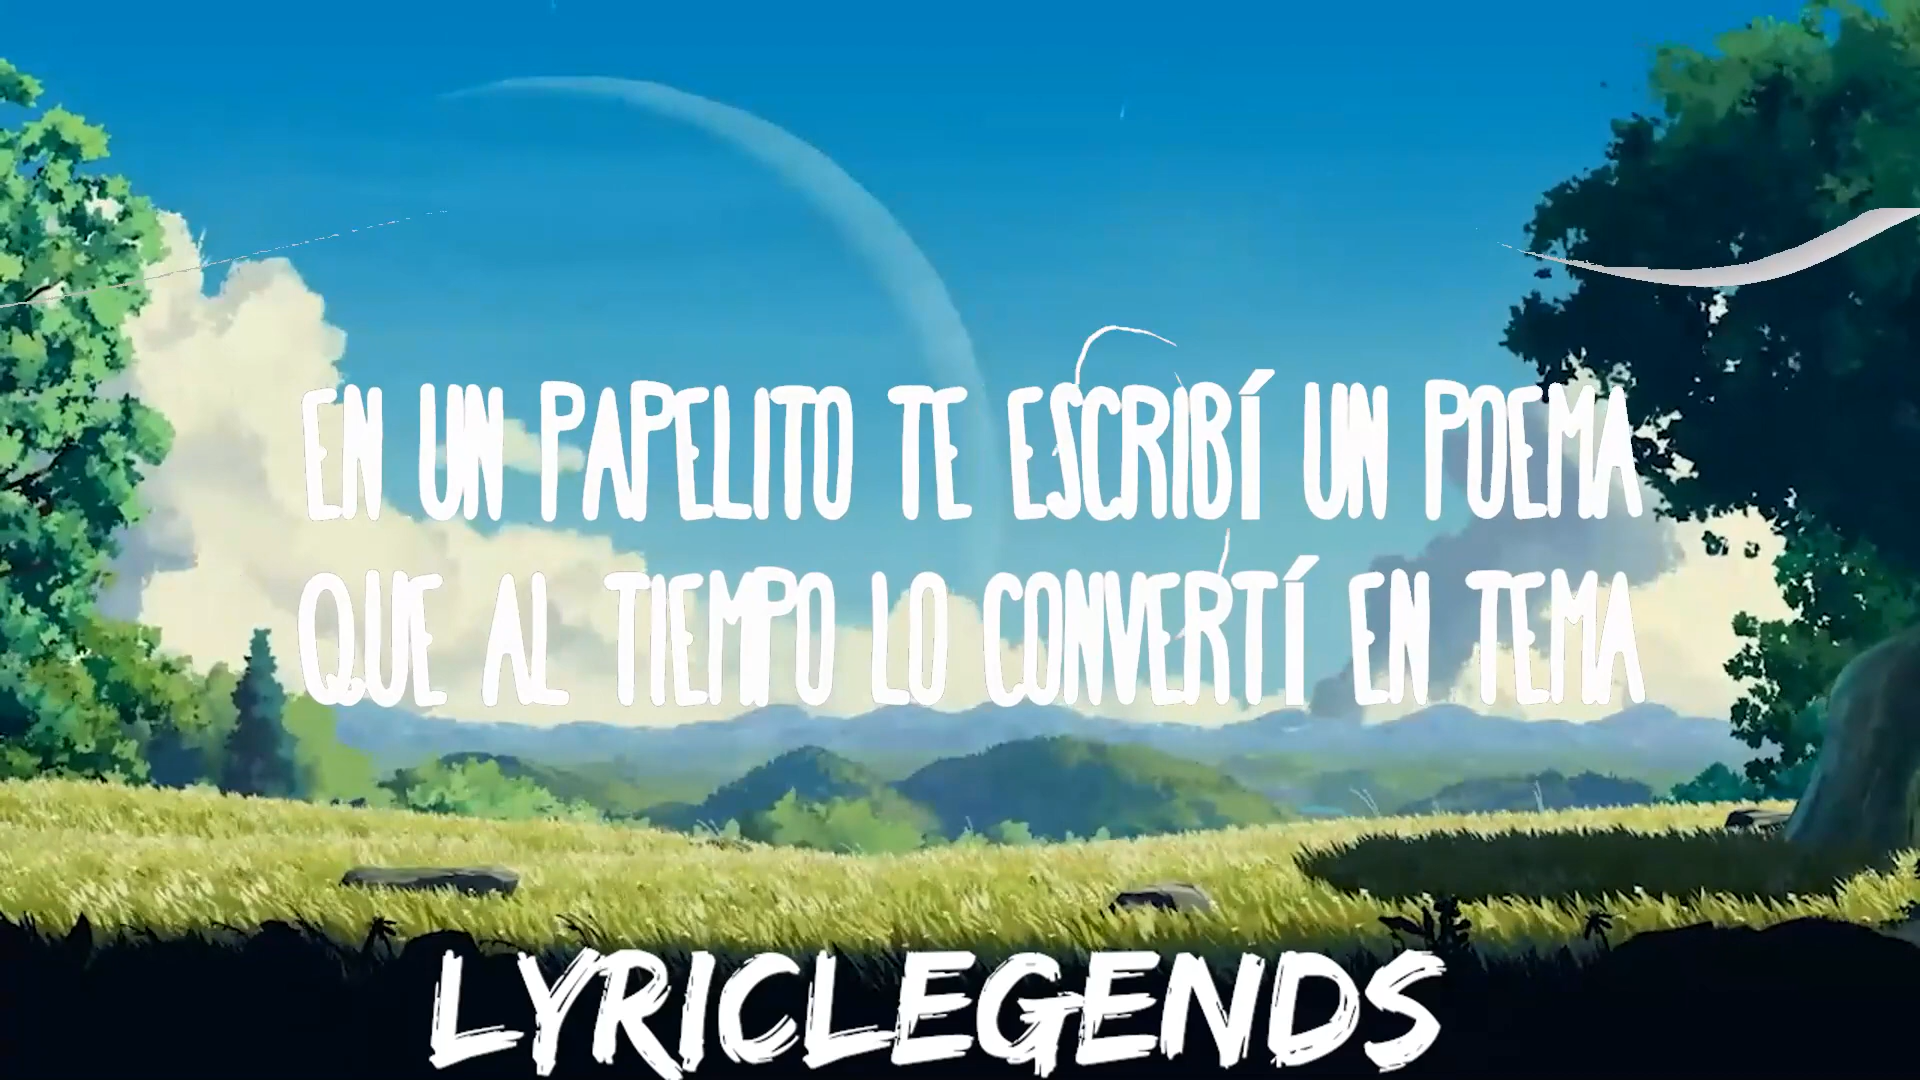 EN UN PAPELITO TE ESCRIBÍ UN POEMA
QUE AL TIEMPO LO CONVERTÍ EN TEMA
LYRICLEGENDS